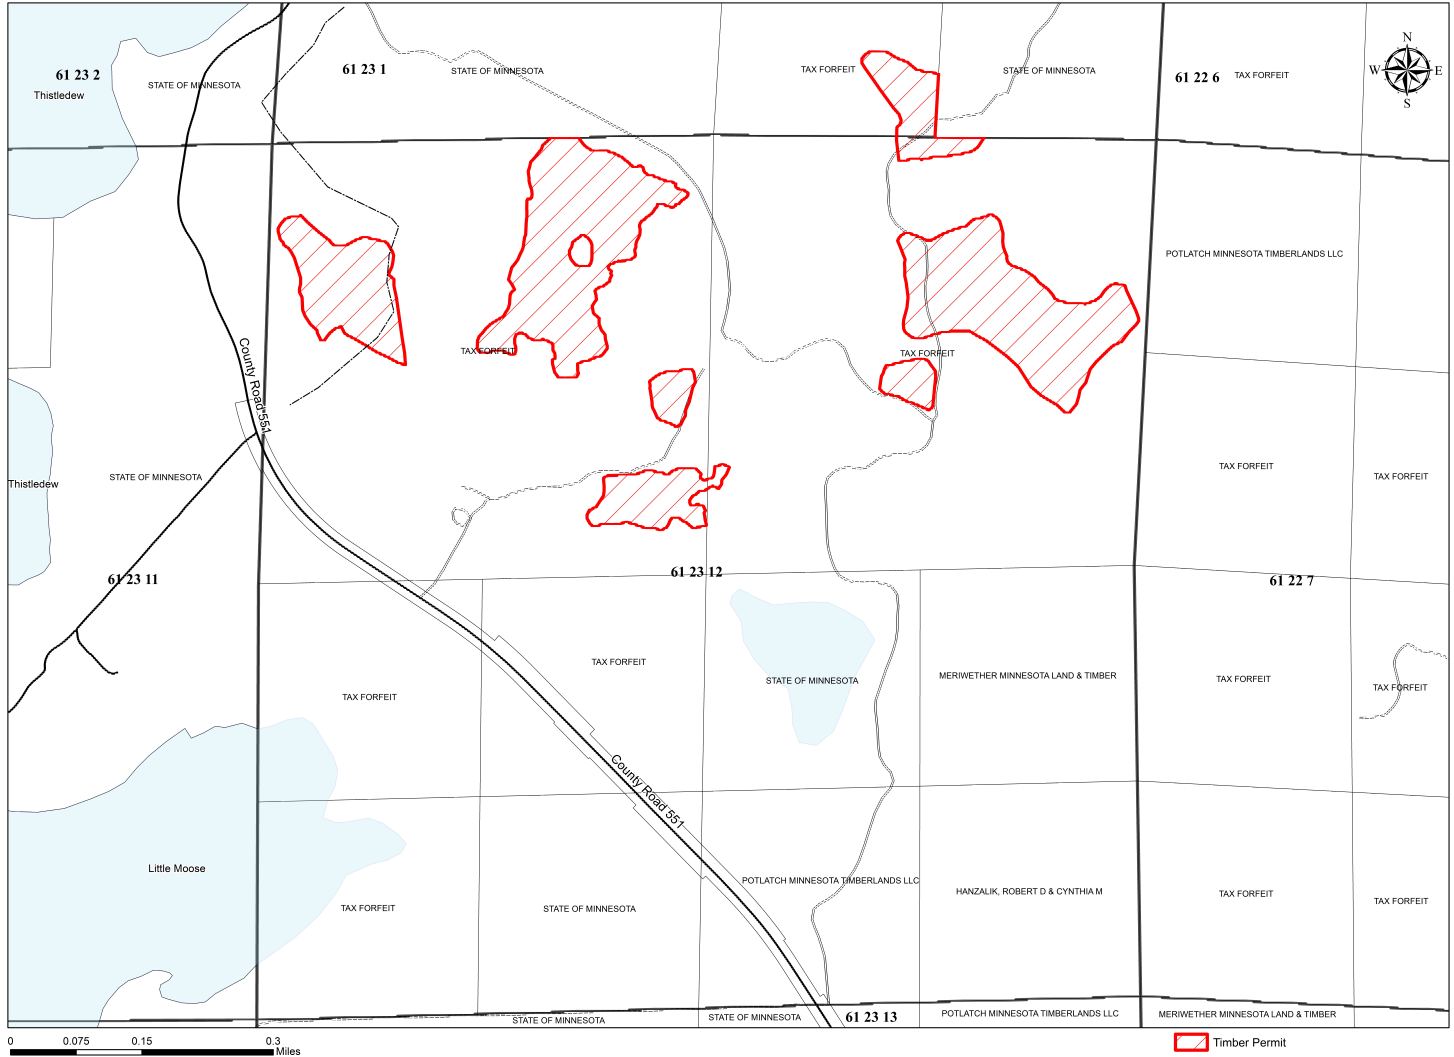 N
W E
S
61 23 2
Thistledew
STATE OF MINNESOTA
61 23 1
STATE OF MINNESOTA
TAX FORFEIT
STATE OF MINNESOTA
61 22 6
TAX FORFEIT
POTLATCH MINNESOTA TIMBERLANDS LLC
County Road 551
TAX FORFEIT
TAX FORFEIT
Thistledew
STATE OF MINNESOTA
TAX FORFEIT
TAX FORFEIT
61 23 11
61 23 12
61 22 7
TAX FORFEIT
TAX FORFEIT
STATE OF MINNESOTA
MERIWETHER MINNESOTA LAND & TIMBER
TAX FORFEIT
TAX FORFEIT
County Road 551
Little Moose
TAX FORFEIT
STATE OF MINNESOTA
POTLATCH MINNESOTA TIMBERLANDS LLC
HANZALIK, ROBERT D & CYNTHIA M
TAX FORFEIT
TAX FORFEIT
STATE OF MINNESOTA
STATE OF MINNESOTA
61 23 13
POTLATCH MINNESOTA TIMBERLANDS LLC
MERIWETHER MINNESOTA LAND & TIMBER
0 0.075 0.15 0.3
Miles
Timber Permit